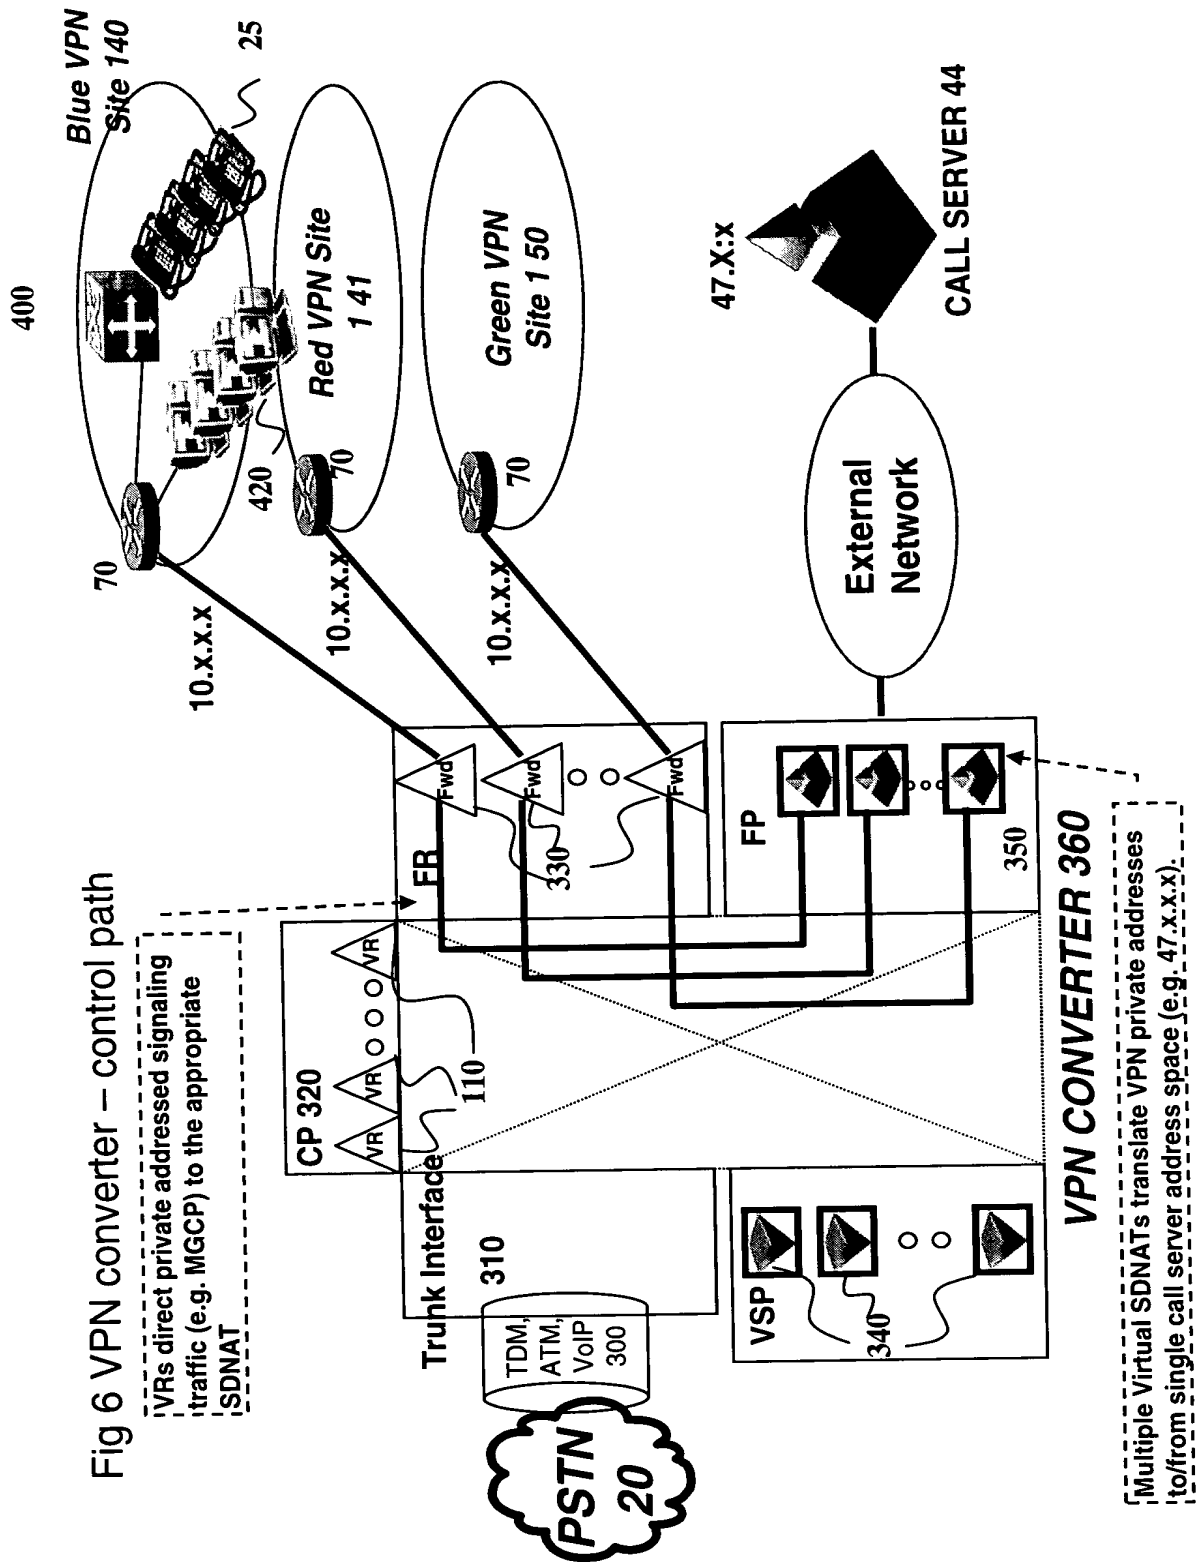 Fig 6 VPN converter – control path
VRs direct private addressed signaling
traffic (e.g. MGCP) to the appropriate
SDNAT
400
Blue VPN
Site 140
25
70
420
10.x.x.x
Red VPN Site
1 41
70
10.x.x.x
Green VPN
Site 1 50
70
10.x.x.x
CP 320
VR
VR
VR
110
FR
Fwd
Fwd
Fwd
330
Trunk Interface
310
TDM,
ATM,
VoIP
300
PSTN
20
VSP
340
FP
350
External
Network
47.X:x
CALL SERVER 44
VPN CONVERTER 360
Multiple Virtual SDNATs translate VPN private addresses
to/from single call server address space (e.g. 47.x.x.x).